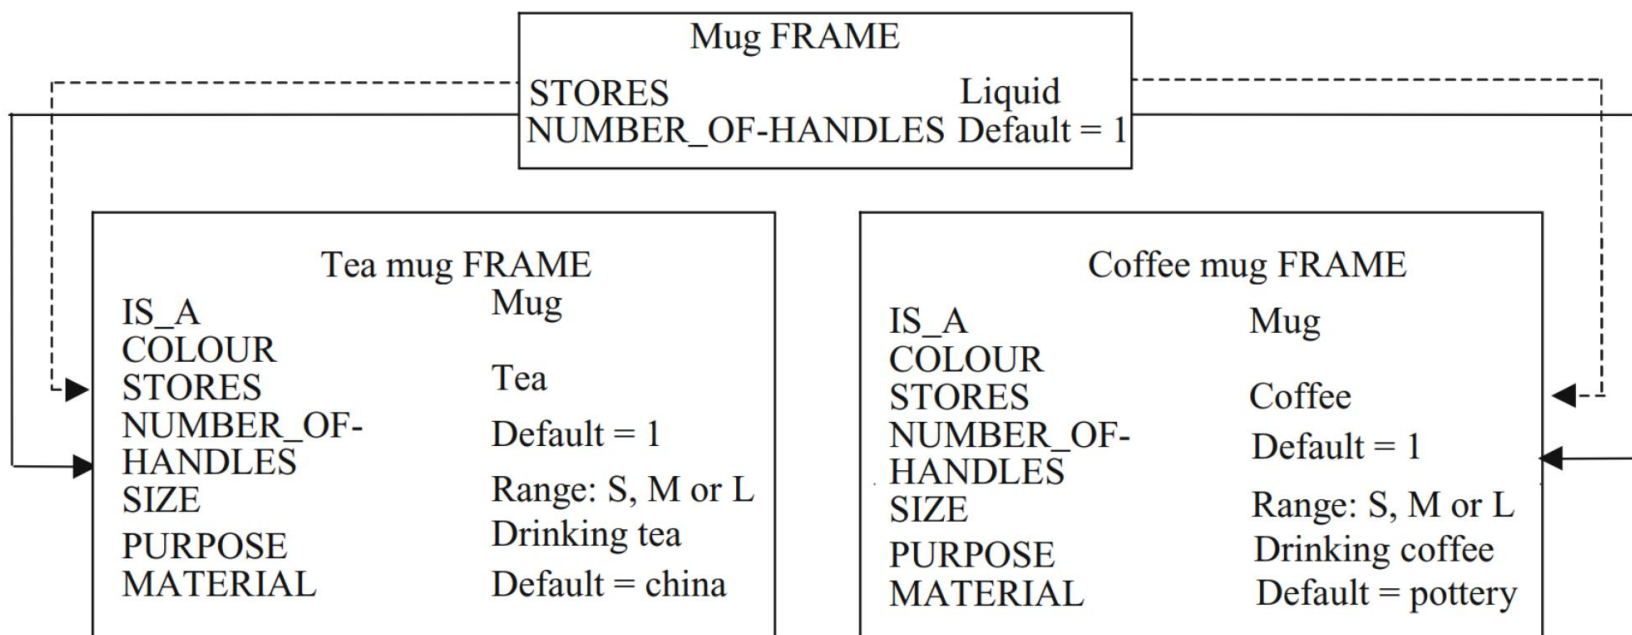 Mug FRAME
STORES Liquid
NUMBER_OF-HANDLES Default = 1
Tea mug FRAME
IS_A Mug
COLOUR
STORES Tea
NUMBER_OF- Default = 1
HANDLES
SIZE Range: S, M or L
PURPOSE Drinking tea
MATERIAL Default = china
Coffee mug FRAME
IS_A Mug
COLOUR
STORES Coffee
NUMBER_OF- Default = 1
HANDLES
SIZE Range: S, M or L
PURPOSE Drinking coffee
MATERIAL Default = pottery